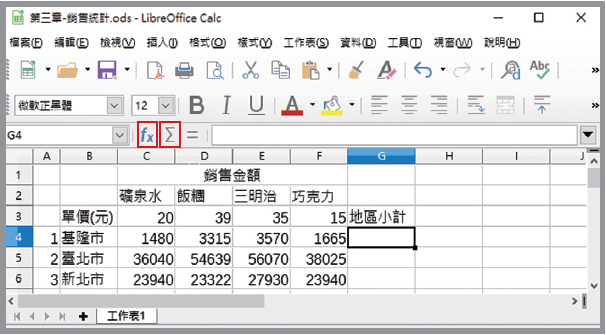 第三章-銷售統計.ods - LibreOffice Calc
檔案(F) 編輯(E) 檢視(V) 插入(I) 格式(O) 樣式(Y) 工作表(S) 資料(D) 工具(T) 視窗(W) 說明(H)
Abc
微軟正黑體 12 B I U A
G4 fx Σ =
A B C D E F G H I J
1 銷售金額
2 礦泉水 飯糰 三明治 巧克力
3 單價(元) 20 39 35 15 地區小計
4 1 基隆市 1480 3315 3570 1665
5 2 臺北市 36040 54639 56070 38025
6 3 新北市 23940 23322 27930 23940
工作表1